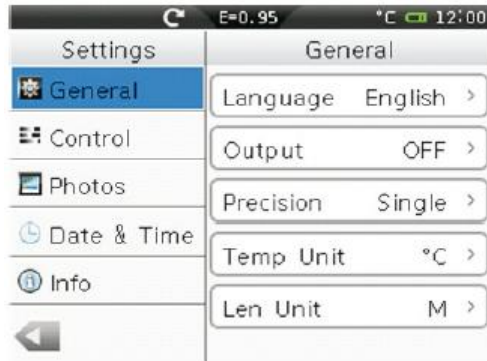 E=0.95 °C 12:00
Settings
General
General
Control
Photos
Date & Time
Info
Language English >
Output OFF >
Precision Single >
Temp Unit °C >
Len Unit M >